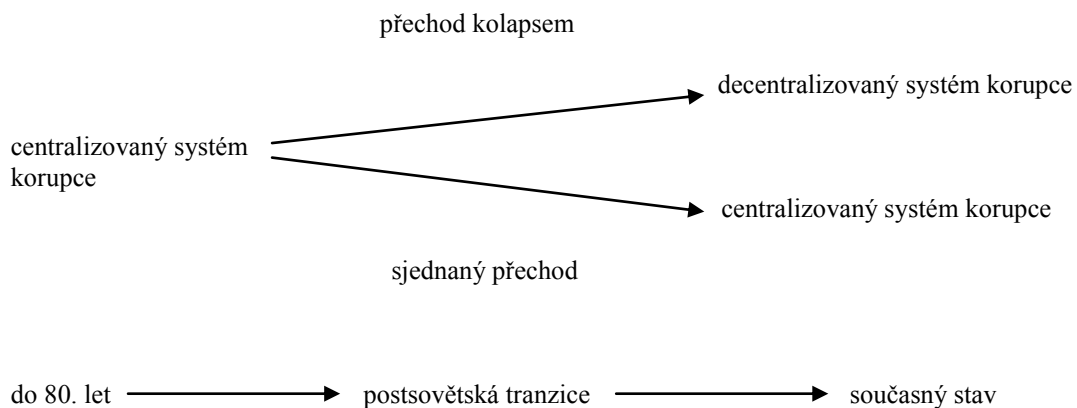 přechod kolapsem
decentralizovaný systém korupce
centralizovaný systém
korupce
centralizovaný systém korupce
sjednaný přechod
do 80. let
postsovětská tranzice
současný stav